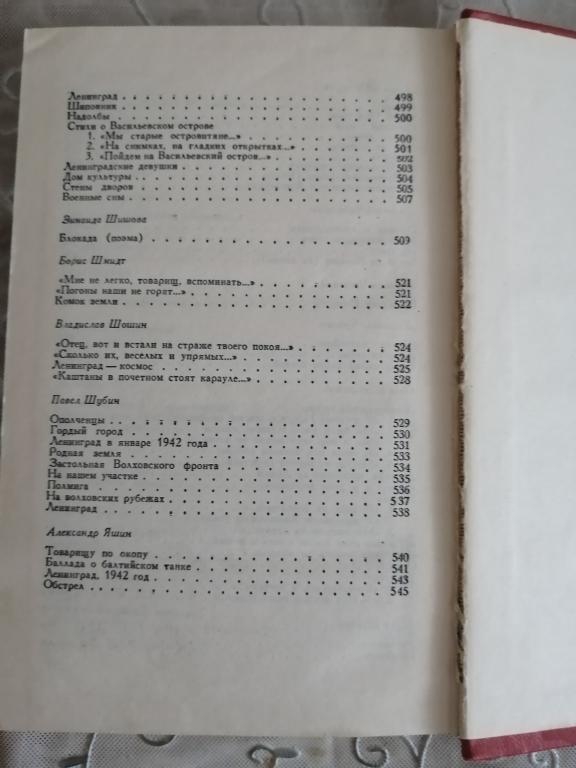 Ленинград . . . . . . . . . . . . . . . . . 498
Шиповник . . . . . . . . . . . . . . . . . 499
Надолбы . . . . . . . . . . . . . . . . . 500
Стихи о Васильевском острове
1. «Мы старые островитяне...» . . . . . . . . . 500
2. «На снимках, на гладких открытках...» . . . . . . . 501
3. «Пойдем на Васильевский остров...» . . . . . . . . 502
Ленинградские девушки . . . . . . . . . . . . . 503
Дом культуры . . . . . . . . . . . . . . . . 504
Стены дворов . . . . . . . . . . . . . . . . 505
Военные сны . . . . . . . . . . . . . . . . 507
Зинаида Шишова
Блокада (поэма) . . . . . . . . . . . . . . . 509
Борис Шмидт
«Мне не легко, товарищ, вспоминать...» . . . . . . . . 521
«Погоны наши не горят...» . . . . . . . . . . . . 521
Комок земли . . . . . . . . . . . . . . . . 522
Владислав Шошин
«Отец, вот и встали на страже твоего покоя...» . . . . . . 524
«Сколько их, веселых и упрямых...» . . . . . . . . . 524
Ленинград — космос . . . . . . . . . . . . . . 525
«Каштаны в почетном стоят карауле...» . . . . . . . . 528
Павел Шубин
Ополченцы . . . . . . . . . . . . . . . . . 529
Гордый город . . . . . . . . . . . . . . . . 530
Ленинград в январе 1942 года . . . . . . . . . . . 531
Родная земля . . . . . . . . . . . . . . . . 533
Застольная Волховского фронта . . . . . . . . . . 534
На нашем участке . . . . . . . . . . . . . . . 535
Полмига . . . . . . . . . . . . . . . . . . 536
На волховских рубежах . . . . . . . . . . . . . 537
Ленинград . . . . . . . . . . . . . . . . . 538
Александр Яшин
Товарищу по окопу . . . . . . . . . . . . . . 540
Баллада о балтийском танке . . . . . . . . . . . . 541
Ленинград, 1942 год . . . . . . . . . . . . . . 543
Обстрел . . . . . . . . . . . . . . . . . . 545